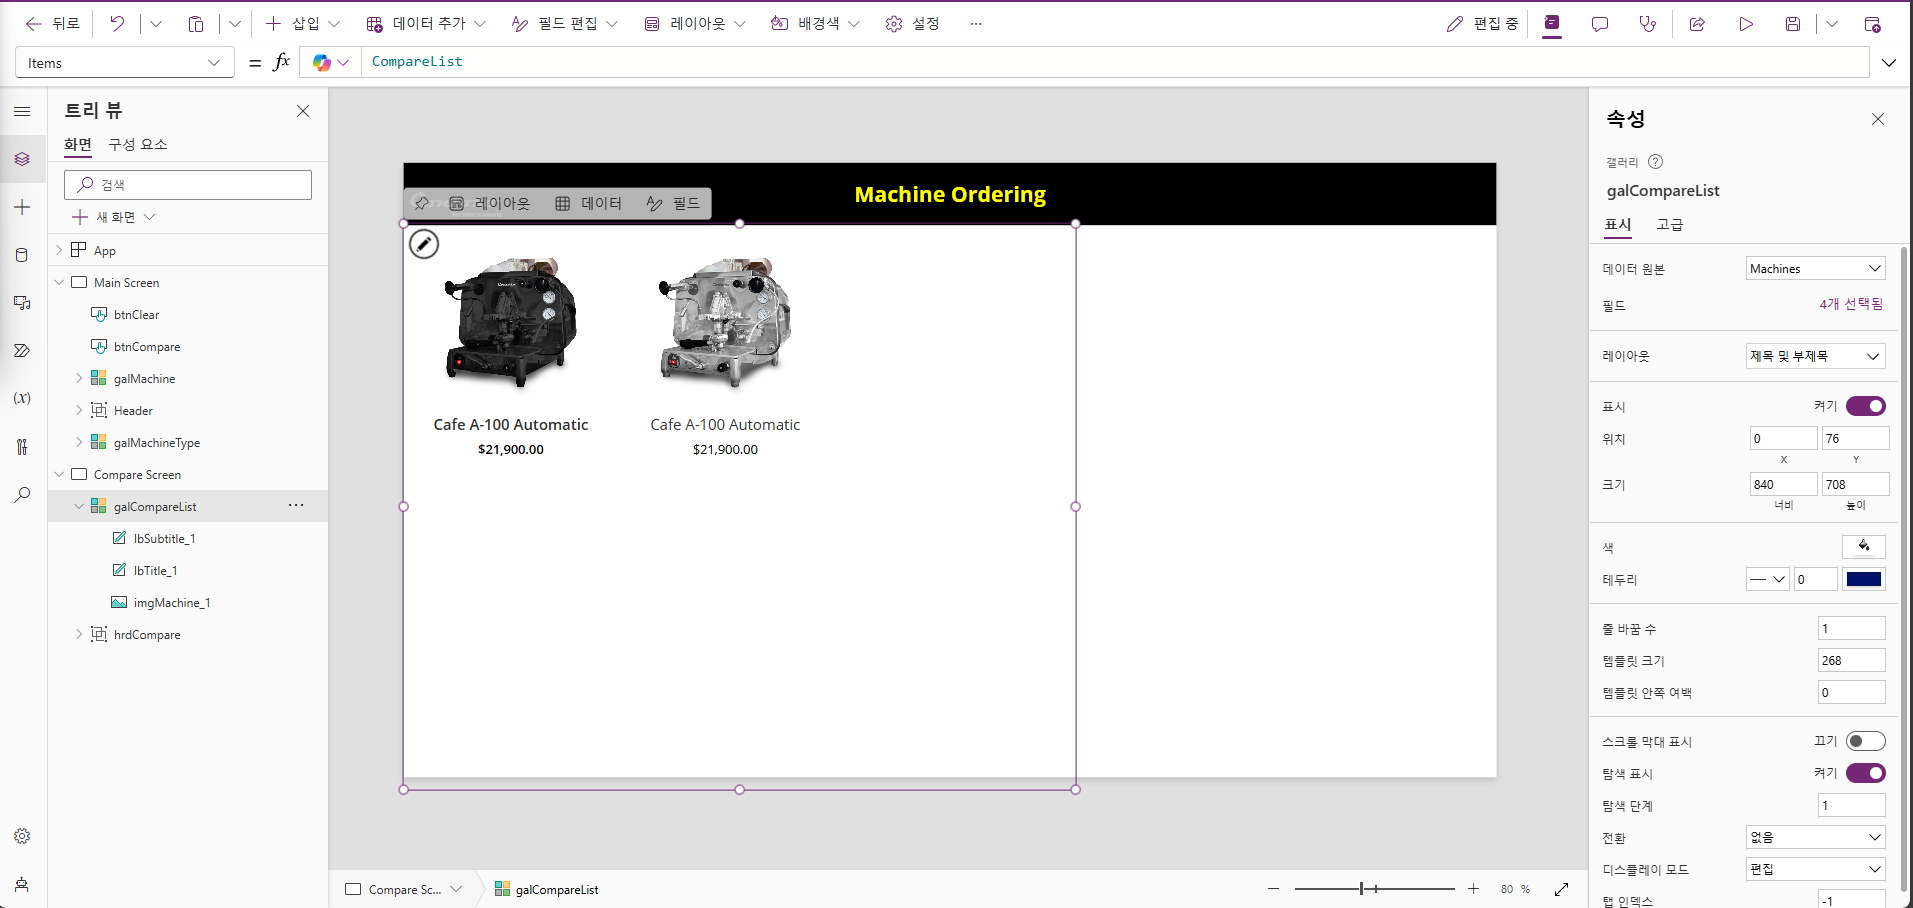 뒤로
삽입
데이터 추가
필드 편집
레이아웃
배경색
설정
...
편집 중
Items
= fx
CompareList
트리 뷰
화면
구성 요소
검색
새 화면
App
Main Screen
btnClear
btnCompare
galMachine
Header
galMachineType
Compare Screen
galCompareList
...
lbSubtitle_1
lbTitle_1
imgMachine_1
hrdCompare
(x)
Machine Ordering
레이아웃
데이터
필드
Cafe A-100 Automatic
$21,900.00
Cafe A-100 Automatic
$21,900.00
Compare Sc...
galCompareList
80 %
속성
갤러리 ?
galCompareList
표시
고급
데이터 원본
Machines
필드
4개 선택됨
레이아웃
제목 및 부제목
표시
켜기
위치
0
76
X
Y
크기
840
708
너비
높이
색
테두리
0
줄 바꿈 수
1
템플릿 크기
268
템플릿 안쪽 여백
0
스크롤 막대 표시
끄기
탐색 표시
켜기
탐색 단계
1
전환
없음
디스플레이 모드
편집
탭 인덱스
-1